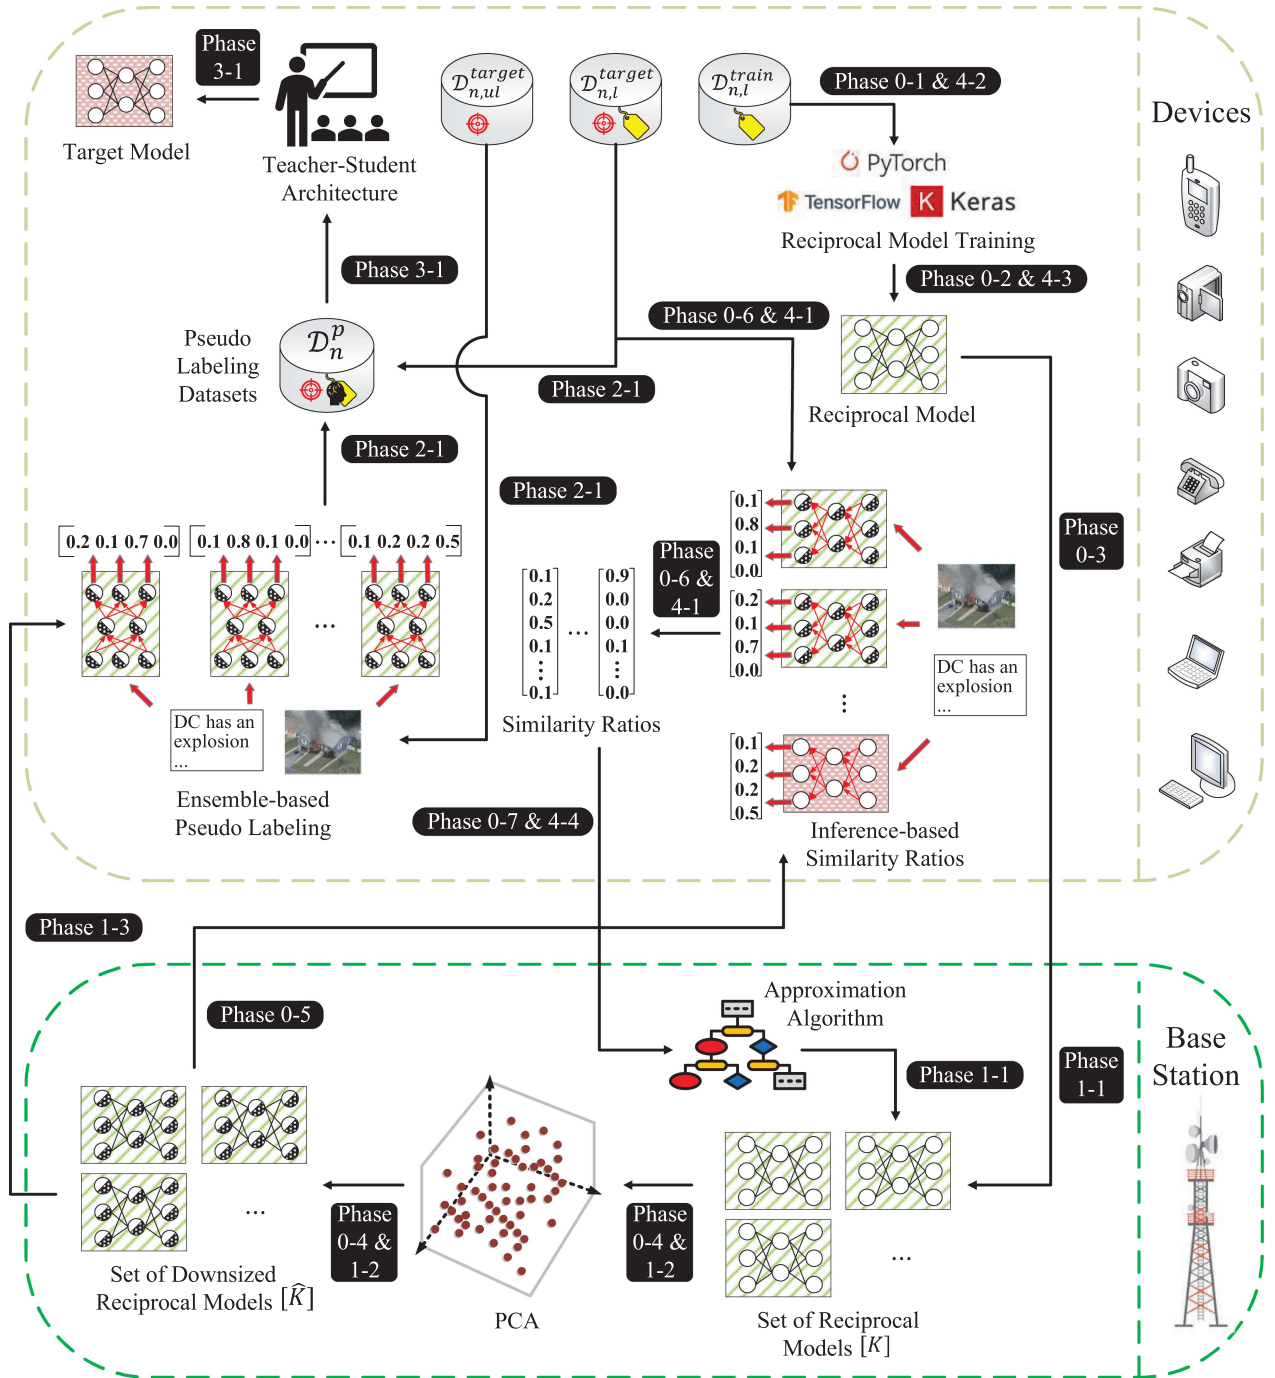 Phase
3-1
Target Model
Teacher-Student
Architecture
𝒟_{n,ul}^{target}
𝒟_{n,l}^{target}
𝒟_{n,l}^{train}
Phase 0-1 & 4-2
PyTorch
TensorFlow
K Keras
Reciprocal Model Training
Phase 0-2 & 4-3
Devices
Phase 3-1
Phase 0-6 & 4-1
Pseudo
Labeling
Datasets
𝒟_n^p
Phase 2-1
Reciprocal Model
Phase 2-1
Phase 2-1
0.2 0.1 0.7 0.0
0.1 0.8 0.1 0.0
...
0.1 0.2 0.2 0.5
...
DC has an
explosion
...
Ensemble-based
Pseudo Labeling
0.1
0.2
0.5
0.1
⋮
0.1
...
0.9
0.0
0.0
0.1
⋮
0.0
Similarity Ratios
Phase
0-6 &
4-1
0.1
0.8
0.1
0.0
0.2
0.1
0.7
0.0
⋮
0.1
0.2
0.2
0.5
DC has an
explosion
...
Inference-based
Similarity Ratios
Phase
0-3
Phase 0-7 & 4-4
Phase 1-3
Phase 0-5
Approximation
Algorithm
Phase 1-1
Phase
1-1
Base
Station
...
Set of Downsized
Reciprocal Models [K̂]
Phase
0-4 &
1-2
PCA
Phase
0-4 &
1-2
...
Set of Reciprocal
Models [K]